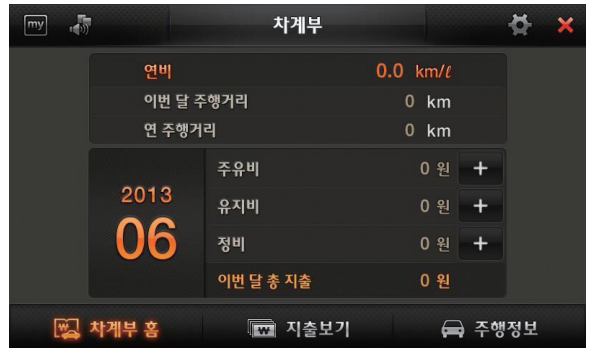 my 차계부
연비 0.0 km/ℓ
이번 달 주행거리 0 km
연 주행거리 0 km
2013
06
주유비 0 원 +
유지비 0 원 +
정비 0 원 +
이번 달 총 지출 0 원
차계부 홈 지출보기 주행정보